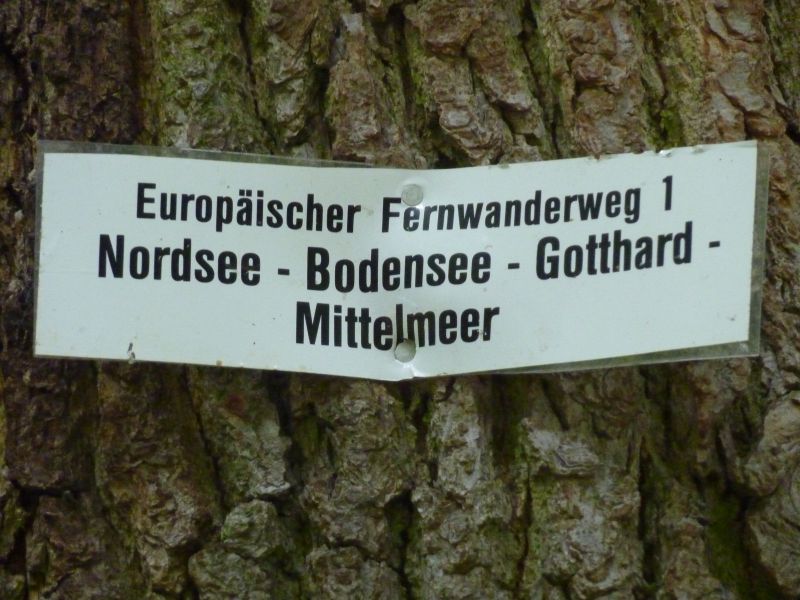 Europäischer Fernwanderweg 1
Nordsee - Bodensee - Gotthard -
Mittelmeer